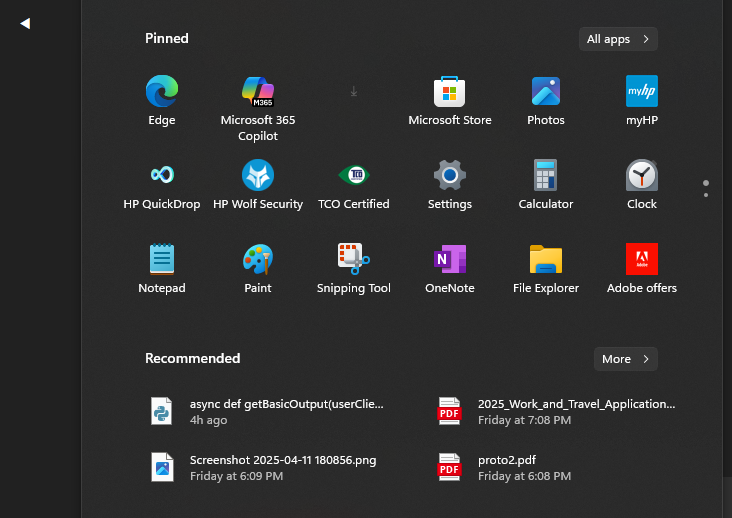 Pinned
All apps
Edge
M365
Microsoft 365
Copilot
Microsoft Store
Photos
myhp
myHP
HP QuickDrop
HP Wolf Security
TCO
TCO Certified
Settings
Calculator
Clock
Notepad
Paint
Snipping Tool
N
OneNote
File Explorer
Adobe
Adobe offers
Recommended
More
async def getBasicOutput(userClie...
4h ago
PDF
2025_Work_and_Travel_Application...
Friday at 7:08 PM
Screenshot 2025-04-11 180856.png
Friday at 6:09 PM
PDF
proto2.pdf
Friday at 6:08 PM